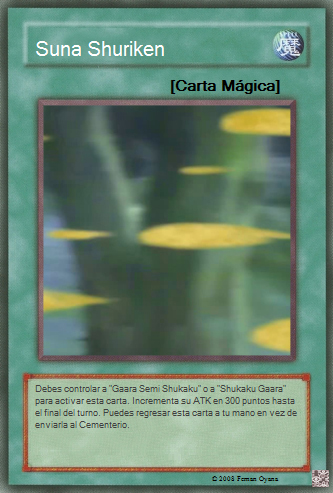 Suna Shuriken
魔
[Carta Mágica]
Debes controlar a "Gaara Semi Shukaku" o a "Shukaku Gaara"
para activar esta carta. Incrementa su ATK en 300 puntos hasta
el final del turno. Puedes regresar esta carta a tu mano en vez de
enviarla al Cementerio.
© 2008 Fernan Oyana